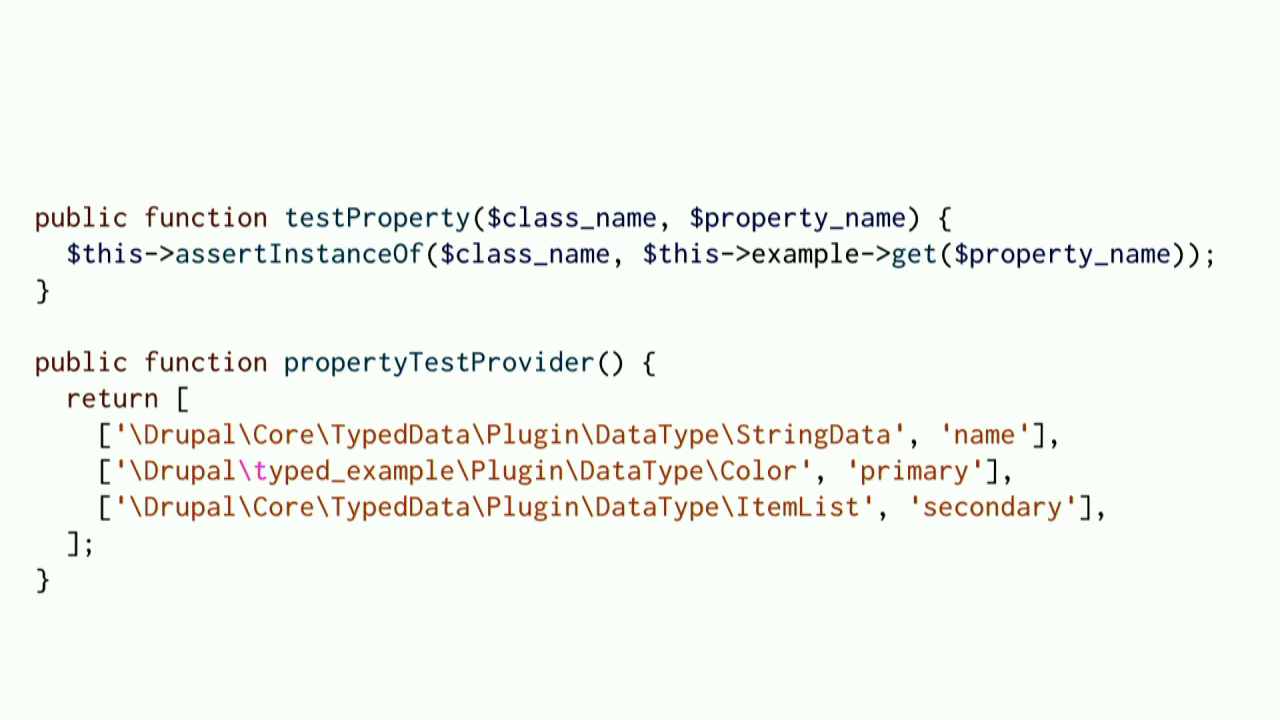 public function testProperty($class_name, $property_name) {
  $this->assertInstanceOf($class_name, $this->example->get($property_name));
}

public function propertyTestProvider() {
  return [
    ['\Drupal\Core\TypedData\Plugin\DataType\StringData', 'name'],
    ['\Drupal\typed_example\Plugin\DataType\Color', 'primary'],
    ['\Drupal\Core\TypedData\Plugin\DataType\ItemList', 'secondary'],
  ];
}